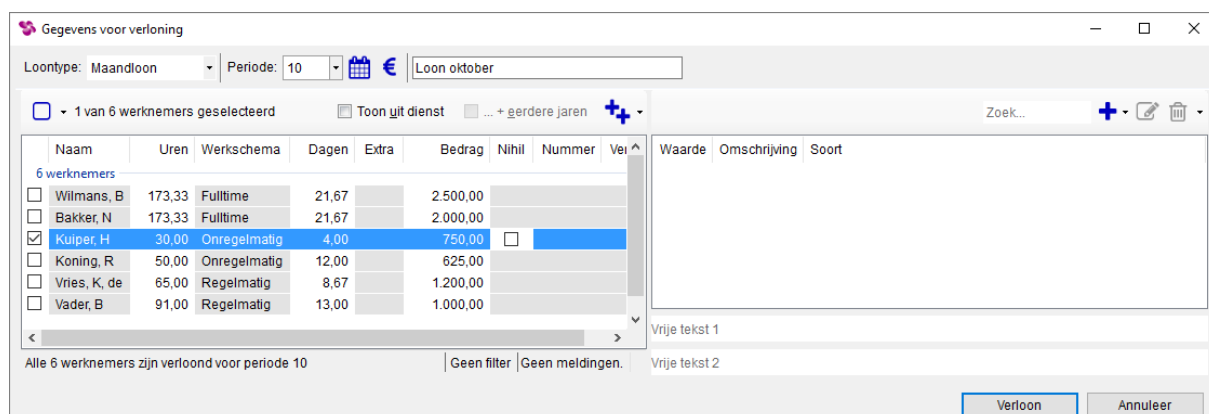 Gegevens voor verloning
Loontype: Maandloon Periode: 10 € Loon oktober
1 van 6 werknemers geselecteerd Toon uit dienst ... + eerdere jaren Zoek...
Naam Uren Werkschema Dagen Extra Bedrag Nihil Nummer Ver Waarde Omschrijving Soort
6 werknemers
Wilmans, B 173,33 Fulltime 21,67 2.500,00
Bakker, N 173,33 Fulltime 21,67 2.000,00
Kuiper, H 30,00 Onregelmatig 4,00 750,00
Koning, R 50,00 Onregelmatig 12,00 625,00
Vries, K, de 65,00 Regelmatig 8,67 1.200,00
Vader, B 91,00 Regelmatig 13,00 1.000,00
Vrije tekst 1
Alle 6 werknemers zijn verloond voor periode 10 Geen filter Geen meldingen. Vrije tekst 2
Verloon Annuleer